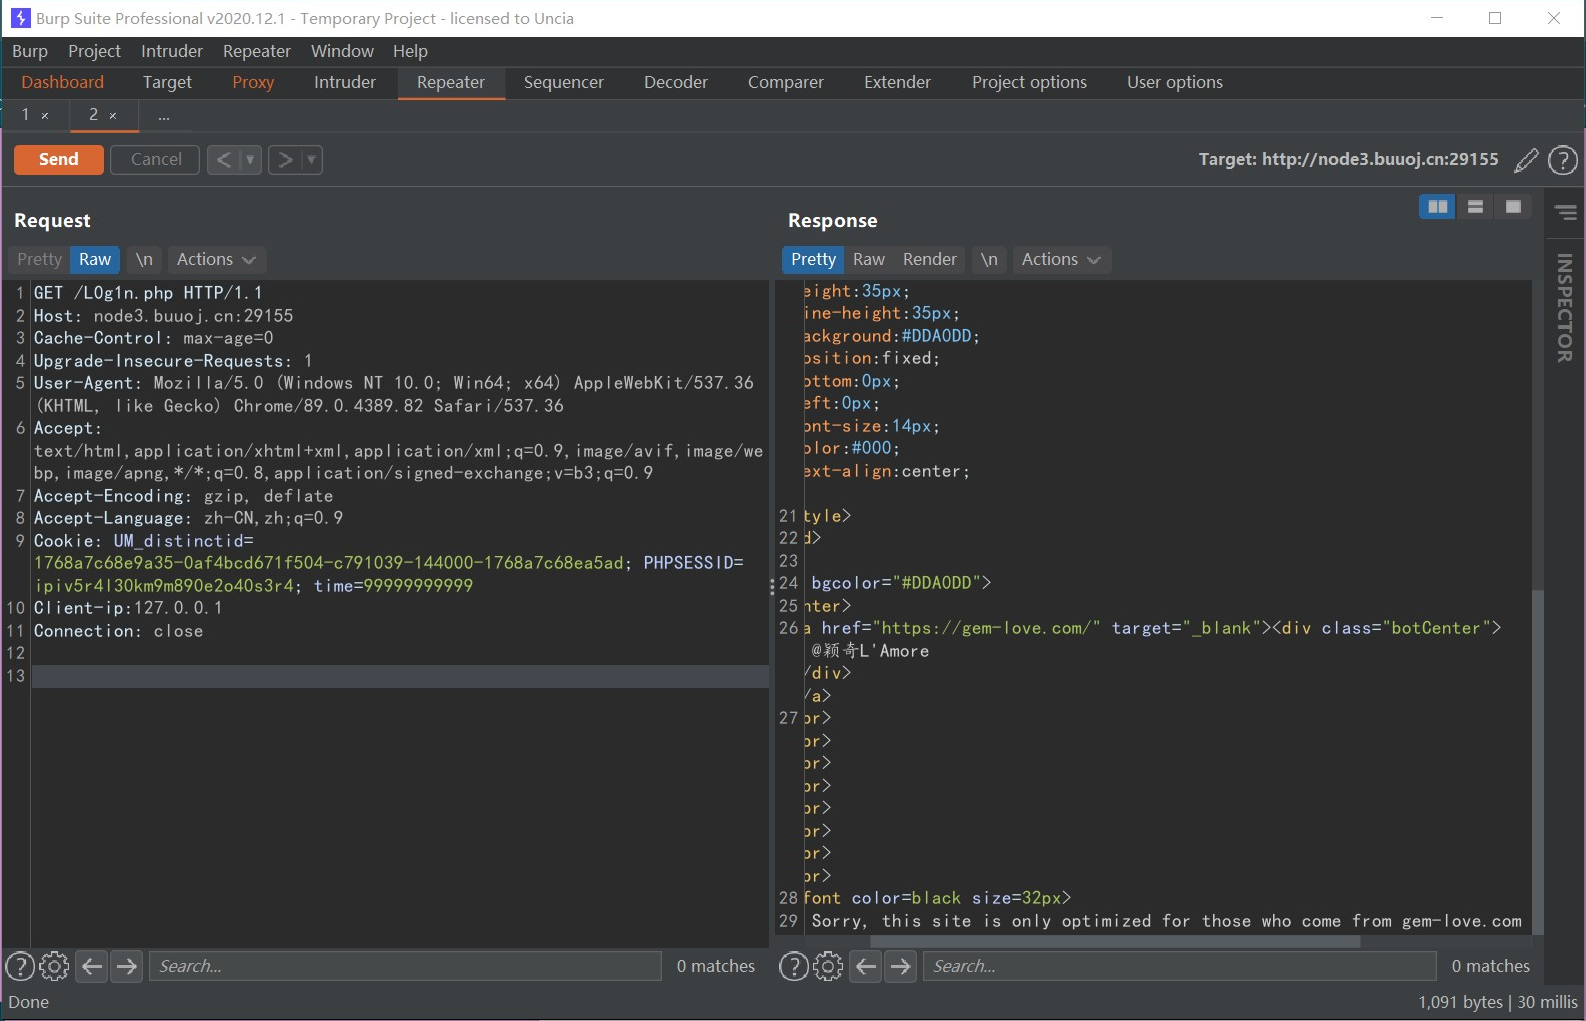 Burp Suite Professional v2020.12.1 - Temporary Project - licensed to Uncia
Burp Project Intruder Repeater Window Help
Dashboard Target Proxy Intruder Repeater Sequencer Decoder Comparer Extender Project options User options
1 × 2 × ...
Send Cancel < > Target: http://node3.buuoj.cn:29155
Request
Pretty Raw \n Actions
1 GET /L0g1n.php HTTP/1.1
2 Host: node3.buuoj.cn:29155
3 Cache-Control: max-age=0
4 Upgrade-Insecure-Requests: 1
5 User-Agent: Mozilla/5.0 (Windows NT 10.0; Win64; x64) AppleWebKit/537.36
(KHTML, like Gecko) Chrome/89.0.4389.82 Safari/537.36
6 Accept:
text/html,application/xhtml+xml,application/xml;q=0.9,image/avif,image/we
bp,image/apng,*/*;q=0.8,application/signed-exchange;v=b3;q=0.9
7 Accept-Encoding: gzip, deflate
8 Accept-Language: zh-CN,zh;q=0.9
9 Cookie: UM_distinctid=
1768a7c68e9a35-0af4bcd671f504-c791039-144000-1768a7c68ea5ad; PHPSESSID=
ipiv5r4l30km9m890e2o40s3r4; time=99999999999
10 Client-ip:127.0.0.1
11 Connection: close
12
13
Search... 0 matches
Response
Pretty Raw Render \n Actions
eight:35px;
ine-height:35px;
ackground:#DDA0DD;
osition:fixed;
ottom:0px;
eft:0px;
ont-size:14px;
olor:#000;
ext-align:center;
21 tyle>
22 d>
23
24 bgcolor="#DDA0DD">
25 nter>
26 a href="https://gem-love.com/" target="_blank"><div class="botCenter">
@颖奇L'Amore
/div>
/a>
27 br>
br>
br>
br>
br>
br>
br>
br>
28 font color=black size=32px>
29 Sorry, this site is only optimized for those who come from gem-love.com
Search... 0 matches
INSPECTOR
Done 1,091 bytes | 30 millis